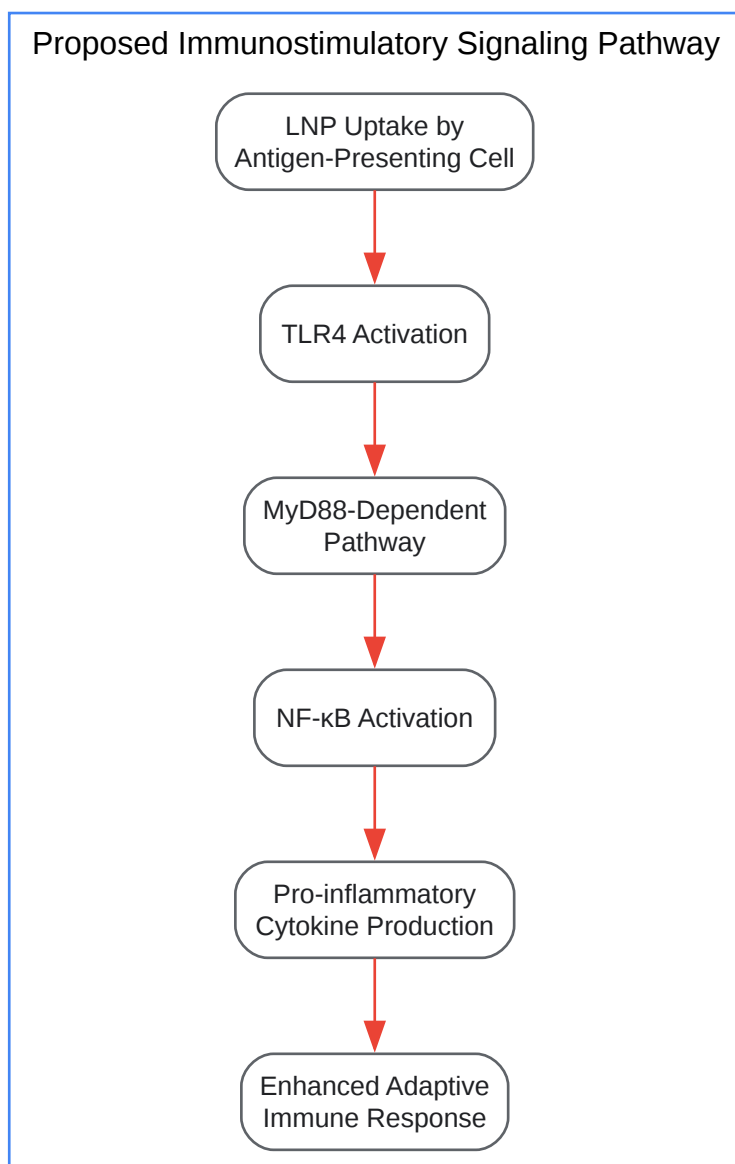 Proposed Immunostimulatory Signaling Pathway
LNP Uptake by
Antigen-Presenting Cell
TLR4 Activation
MyD88-Dependent
Pathway
NF-κB Activation
Pro-inflammatory
Cytokine Production
Enhanced Adaptive
Immune Response